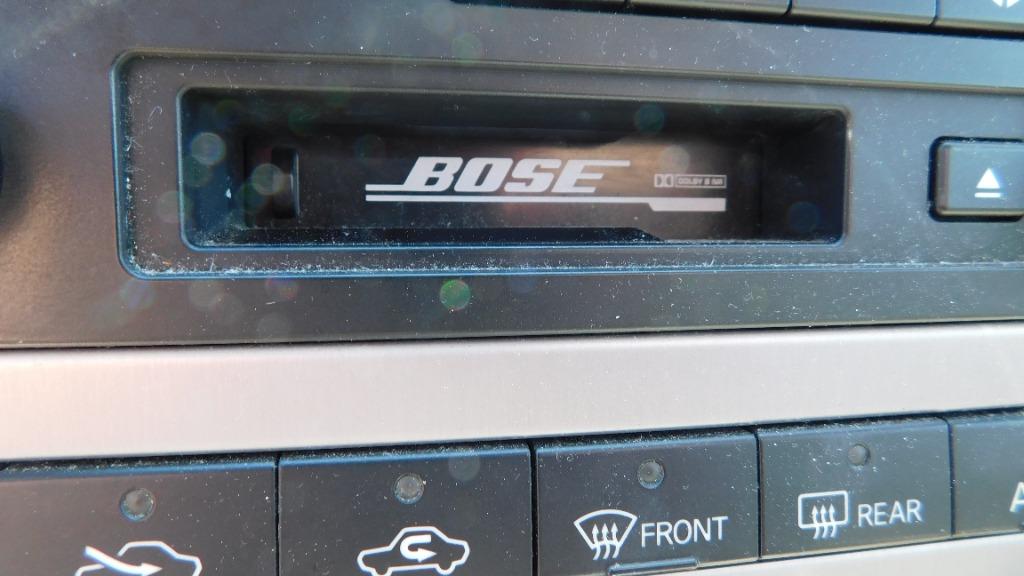 BOSE
DOLBY B NR
FRONT
REAR
A